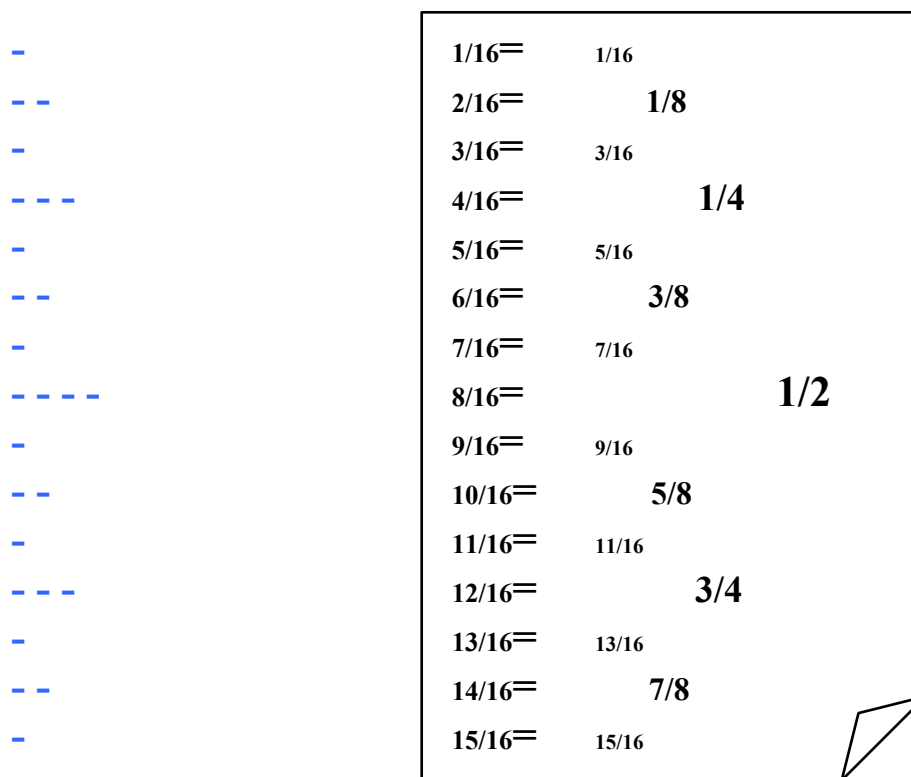 - 1/16= 1/16
- - 2/16= 1/8
- 3/16= 3/16
- - - 4/16= 1/4
- 5/16= 5/16
- - 6/16= 3/8
- 7/16= 7/16
- - - - 8/16= 1/2
- 9/16= 9/16
- - 10/16= 5/8
- 11/16= 11/16
- - - 12/16= 3/4
- 13/16= 13/16
- - 14/16= 7/8
- 15/16= 15/16